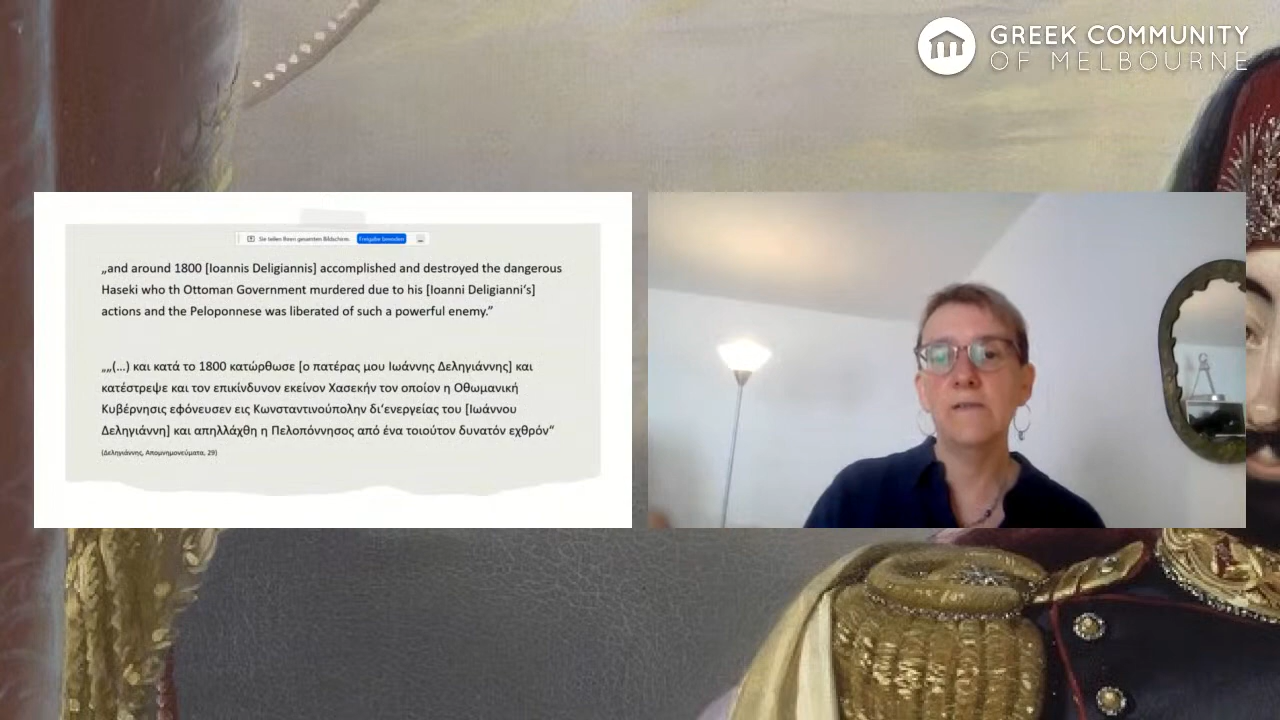 GREEK COMMUNITY
OF MELBOURNE
Sie teilen Ihren gesamten Bildschirm. Freigabe beenden
„and around 1800 [Ioannis Deligiannis] accomplished and destroyed the dangerous
Haseki who th Ottoman Government murdered due to his [Ioanni Deligianni‘s]
actions and the Peloponnese was liberated of such a powerful enemy.”
„„(...) και κατά το 1800 κατώρθωσε [ο πατέρας μου Ιωάννης Δεληγιάννης] και
κατέστρεψε και τον επικίνδυνον εκείνον Χασεκήν τον οποίον η Οθωμανική
Κυβέρνησις εφόνευσεν εις Κωνσταντινούπολην δι‘ενεργείας του [Ιωάννου
Δεληγιάννη] και απηλλάχθη η Πελοπόννησος από ένα τοιούτον δυνατόν εχθρόν“
(Δεληγιάννης, Απομνημονεύματα, 29)